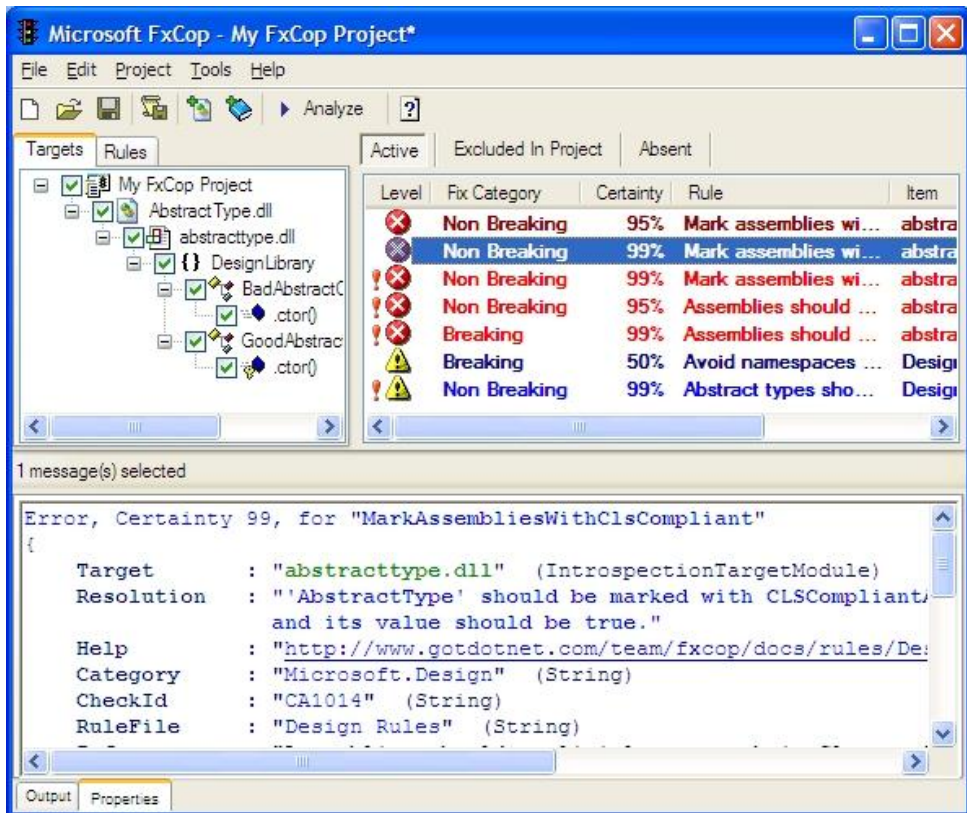 Microsoft FxCop - My FxCop Project*
File Edit Project Tools Help
Analyze
Targets Rules
My FxCop Project
AbstractType.dll
abstracttype.dll
{} DesignLibrary
BadAbstractC
.ctor()
GoodAbstrac
.ctor()
Active Excluded In Project Absent
Level Fix Category Certainty Rule Item
Non Breaking 95% Mark assemblies wi... abstra
Non Breaking 99% Mark assemblies wi... abstra
Non Breaking 99% Mark assemblies wi... abstra
Non Breaking 95% Assemblies should ... abstra
Breaking 99% Assemblies should ... abstra
Breaking 50% Avoid namespaces ... Desig
Non Breaking 99% Abstract types sho... Desig
1 message(s) selected
Error, Certainty 99, for "MarkAssembliesWithClsCompliant"
{
Target : "abstracttype.dll" (IntrospectionTargetModule)
Resolution : "'AbstractType' should be marked with CLSCompliantA
and its value should be true."
Help : "http://www.gotdotnet.com/team/fxcop/docs/rules/Des
Category : "Microsoft.Design" (String)
CheckId : "CA1014" (String)
RuleFile : "Design Rules" (String)
Output Properties